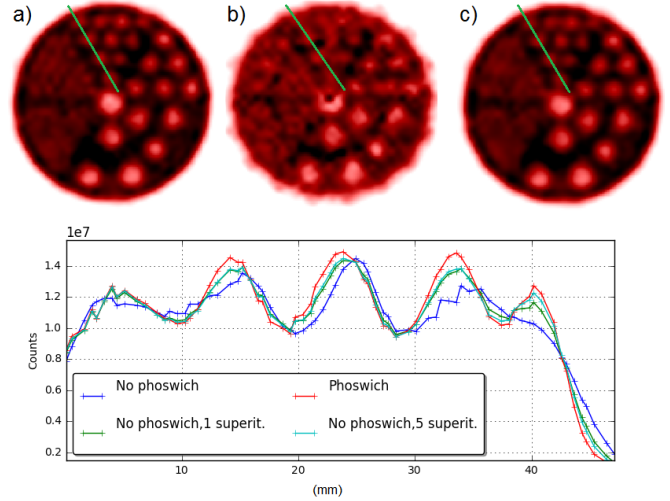 a)
b)
c)
1e7
1.4
1.2
1.0
0.8
0.6
0.4
0.2
Counts
No phoswich
Phoswich
No phoswich,1 superit.
No phoswich,5 superit.
10
20
30
40
(mm)